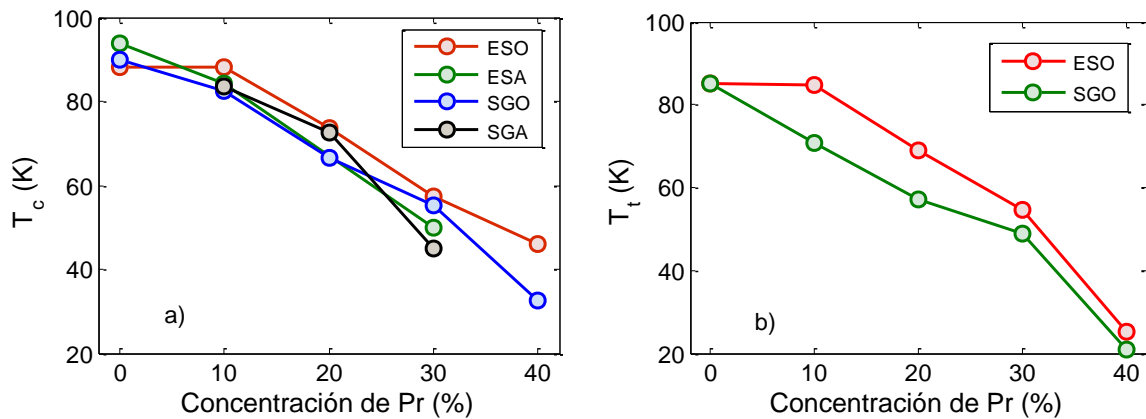 100
80
60
40
20
T_c (K)
ESO
ESA
SGO
SGA
a)
0 10 20 30 40
Concentración de Pr (%)
100
80
60
40
20
T_t (K)
ESO
SGO
b)
0 10 20 30 40
Concentración de Pr (%)